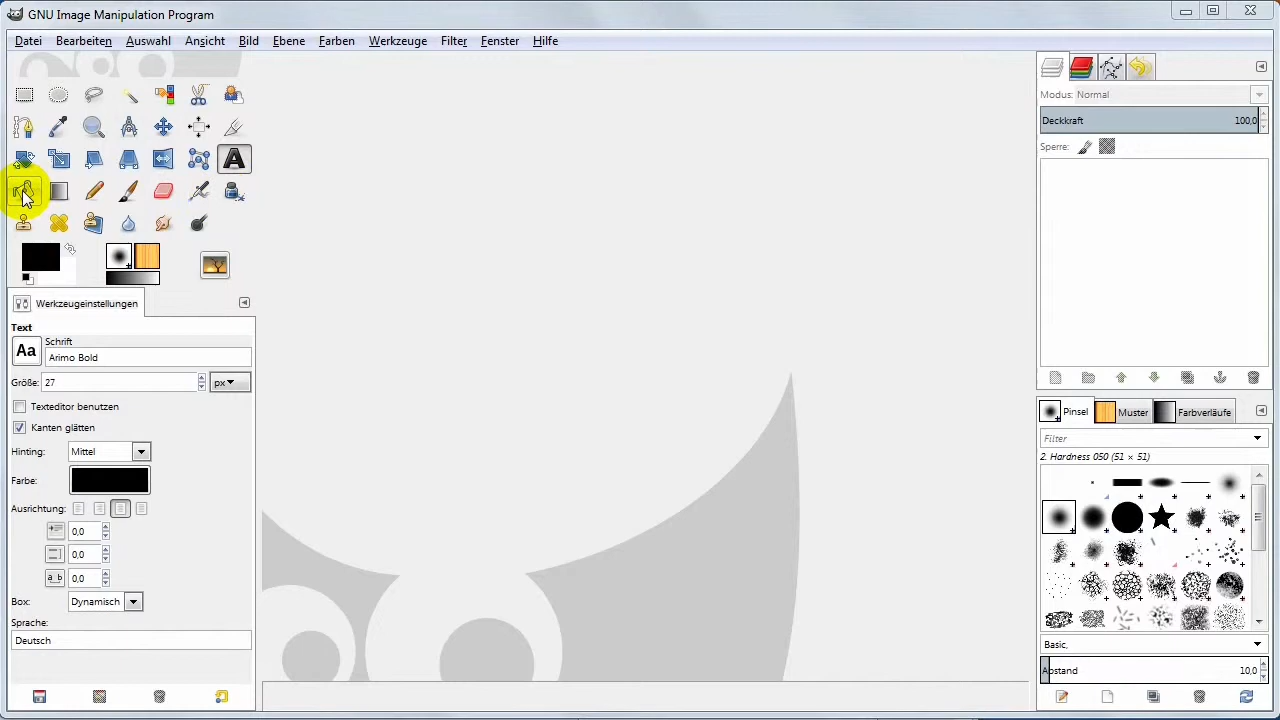 GNU Image Manipulation Program
Datei Bearbeiten Auswahl Ansicht Bild Ebene Farben Werkzeuge Filter Fenster Hilfe
Modus: Normal
Deckkraft 100,0
Sperre:
Werkzeugeinstellungen
Text
Schrift
Aa
Arimo Bold
Größe: 27 px
Texteditor benutzen
Kanten glätten
Hinting: Mittel
Farbe:
Ausrichtung:
0,0
0,0
a b 0,0
Box: Dynamisch
Sprache:
Deutsch
Pinsel Muster Farbverläufe
Filter
2. Hardness 050 (51 × 51)
Basic,
Abstand 10,0